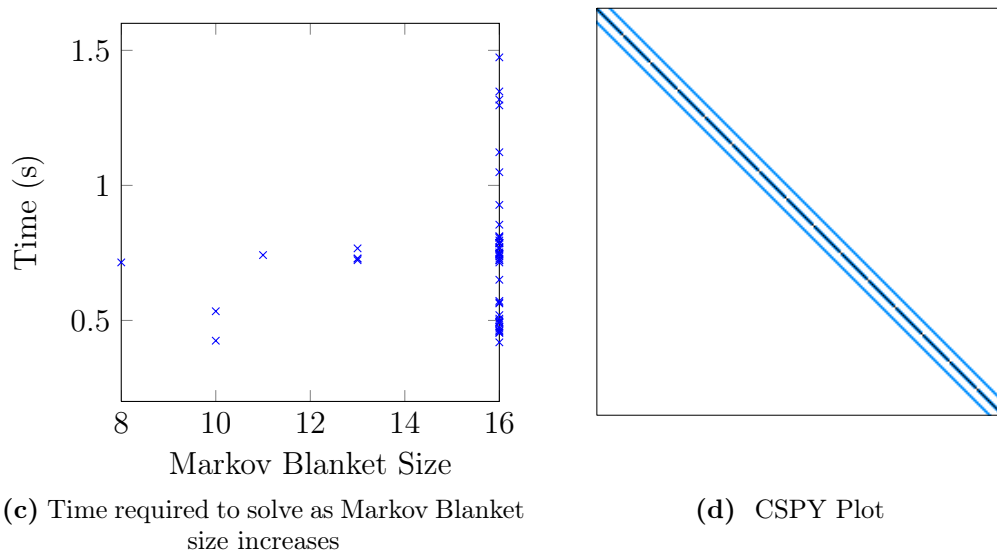 1.5
1
0.5
Time (s)
8 10 12 14 16
Markov Blanket Size
(c) Time required to solve as Markov Blanket
size increases
(d) CSPY Plot